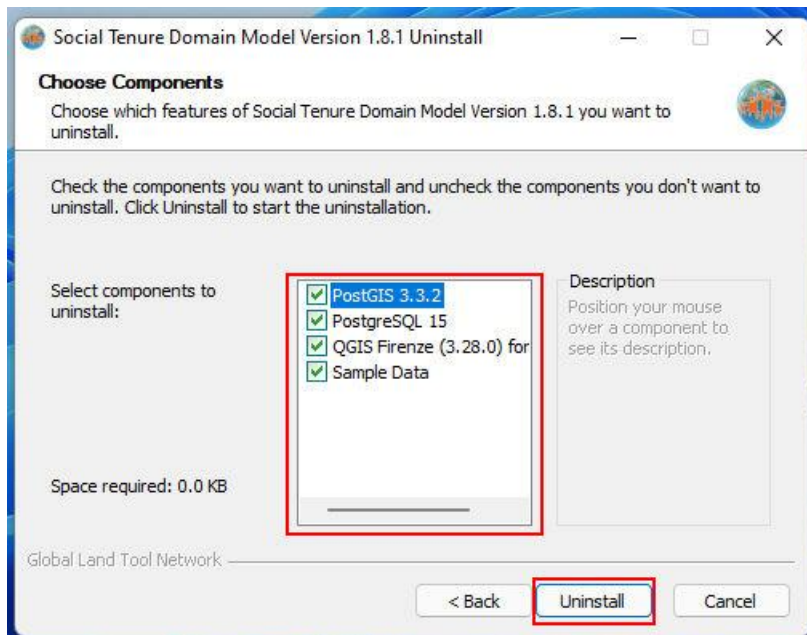 Social Tenure Domain Model Version 1.8.1 Uninstall
Choose Components
Choose which features of Social Tenure Domain Model Version 1.8.1 you want to
uninstall.
Check the components you want to uninstall and uncheck the components you don't want to
uninstall. Click Uninstall to start the uninstallation.
Select components to
uninstall:
PostGIS 3.3.2
PostgreSQL 15
QGIS Firenze (3.28.0) for
Sample Data
Description
Position your mouse
over a component to
see its description.
Space required: 0.0 KB
Global Land Tool Network
< Back
Uninstall
Cancel